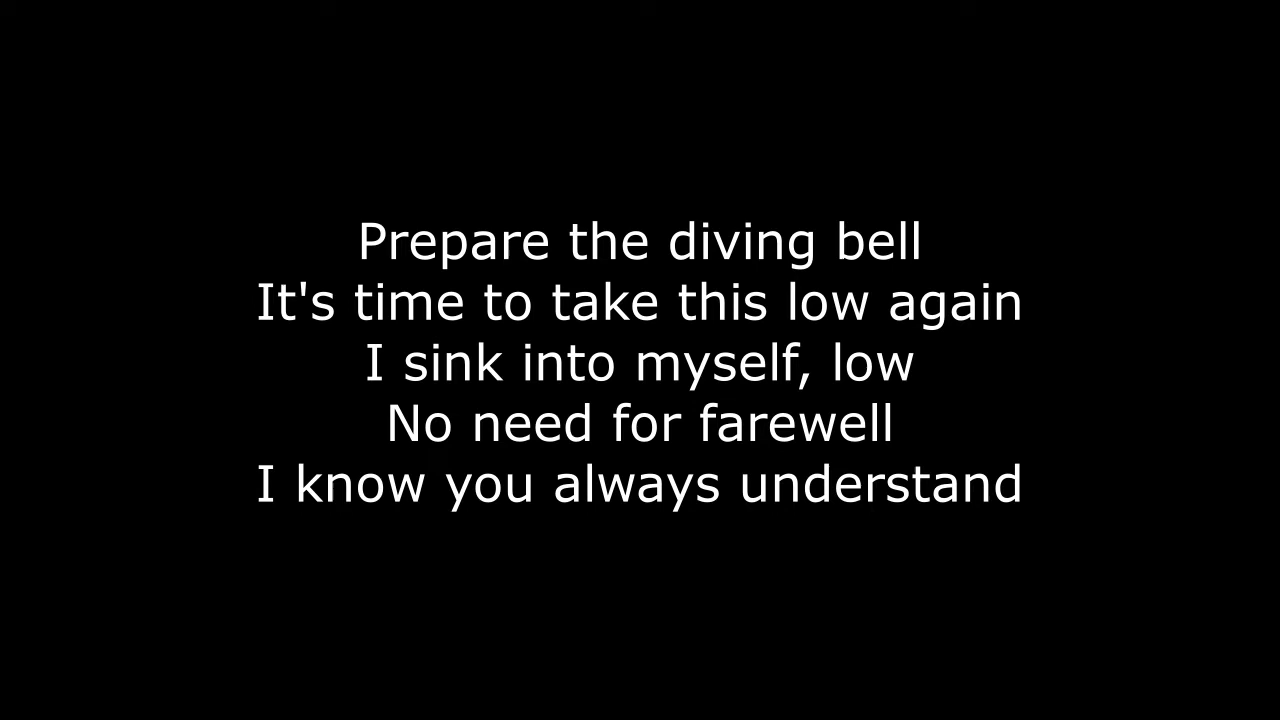 Prepare the diving bell
It's time to take this low again
I sink into myself, low
No need for farewell
I know you always understand